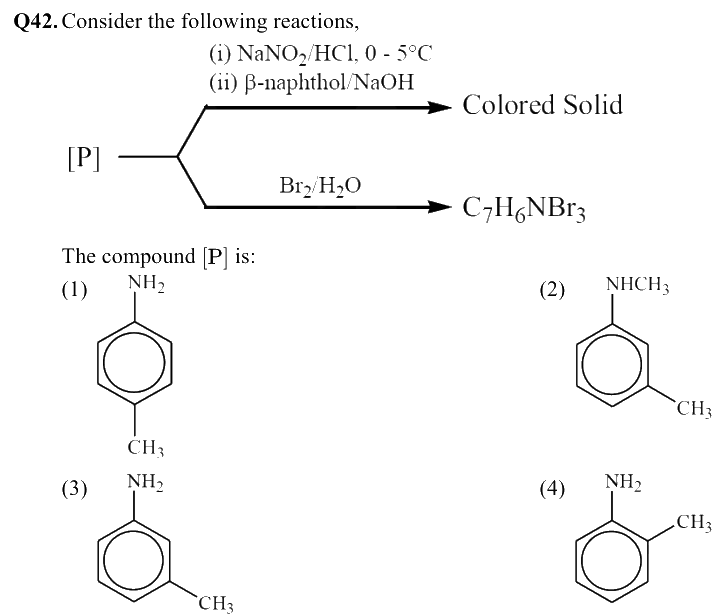 Q42. Consider the following reactions,
(i) NaNO₂/HCl, 0 - 5°C
(ii) β-naphthol/NaOH
Colored Solid
[P]
Br₂/H₂O
C₇H₆NBr₃
The compound [P] is:
(1)
NH₂
CH₃
(2)
NHCH₃
CH₃
(3)
NH₂
CH₃
(4)
NH₂
CH₃